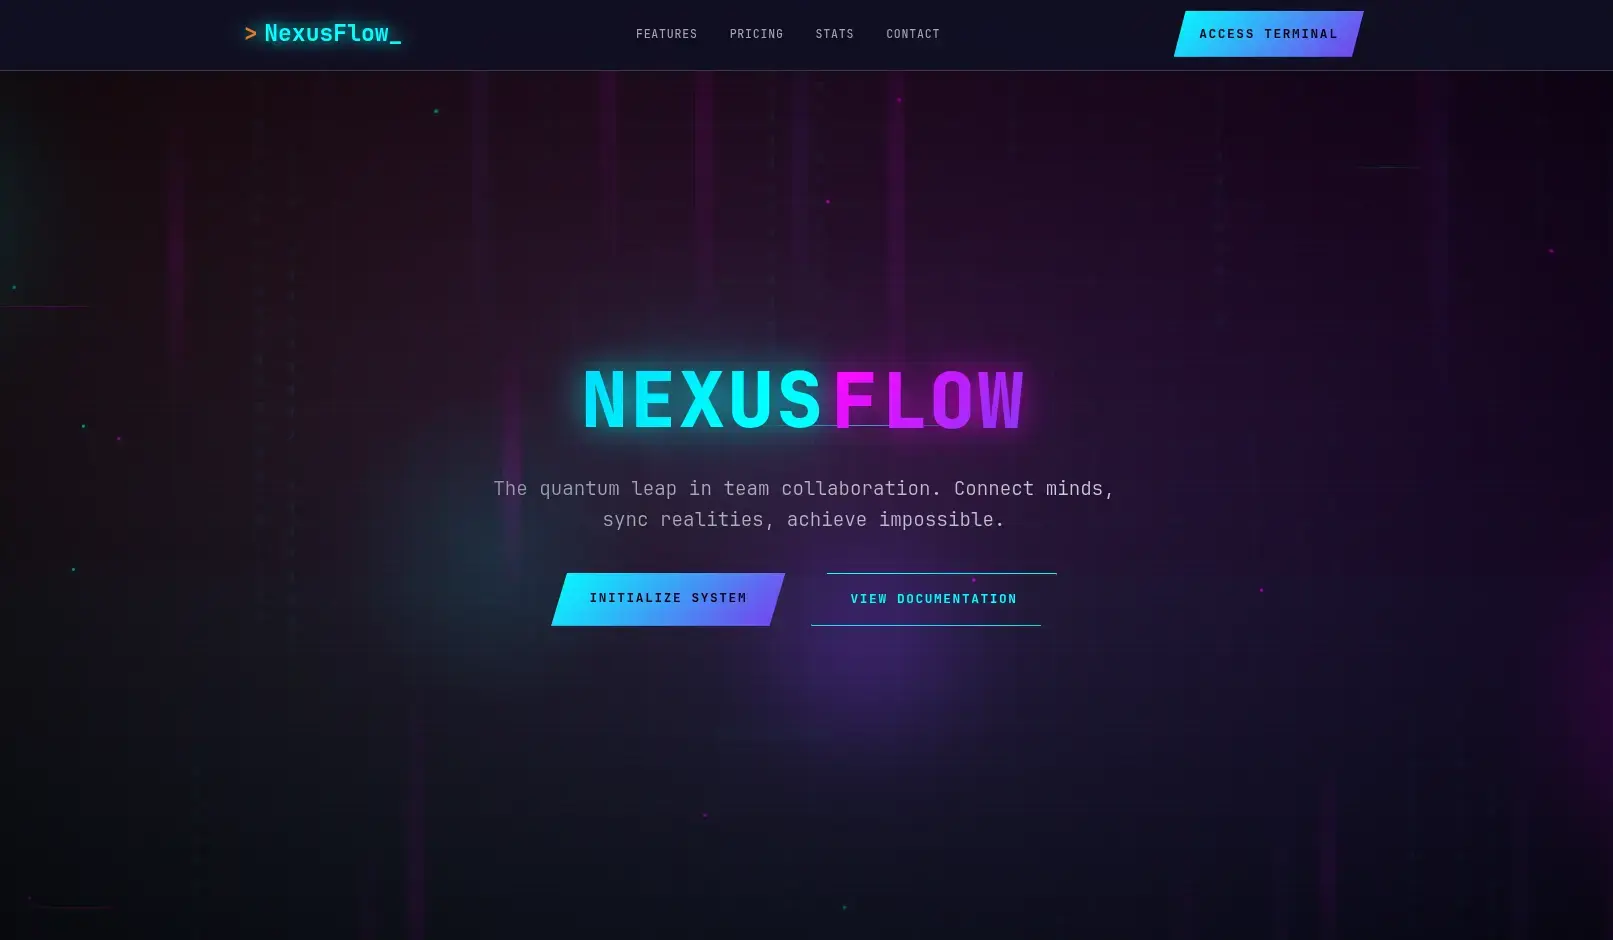 > NexusFlow_
FEATURES
PRICING
STATS
CONTACT
ACCESS TERMINAL
NEXUSFLOW
The quantum leap in team collaboration. Connect minds,
sync realities, achieve impossible.
INITIALIZE SYSTEM
VIEW DOCUMENTATION